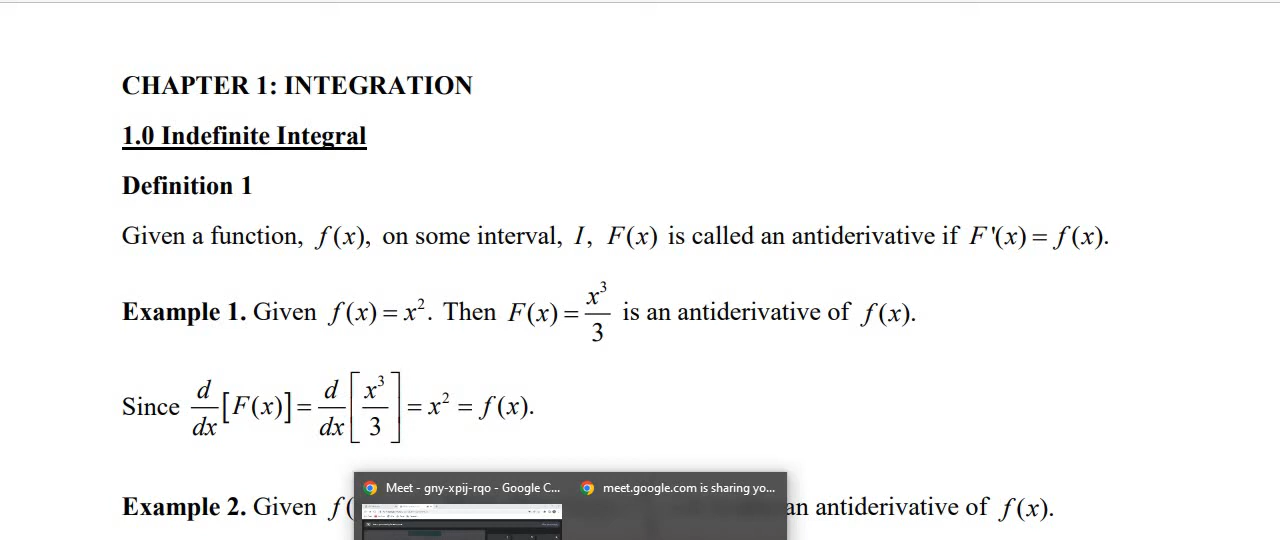 CHAPTER 1: INTEGRATION
1.0 Indefinite Integral
Definition 1
Given a function, f(x), on some interval, I, F(x) is called an antiderivative if F'(x) = f(x).
Example 1. Given f(x) = x². Then F(x) = x³/3 is an antiderivative of f(x).
Since d/dx [F(x)] = d/dx [x³/3] = x² = f(x).
Meet - gny-xpij-rqo - Google C... meet.google.com is sharing yo...
Example 2. Given f( an antiderivative of f(x).